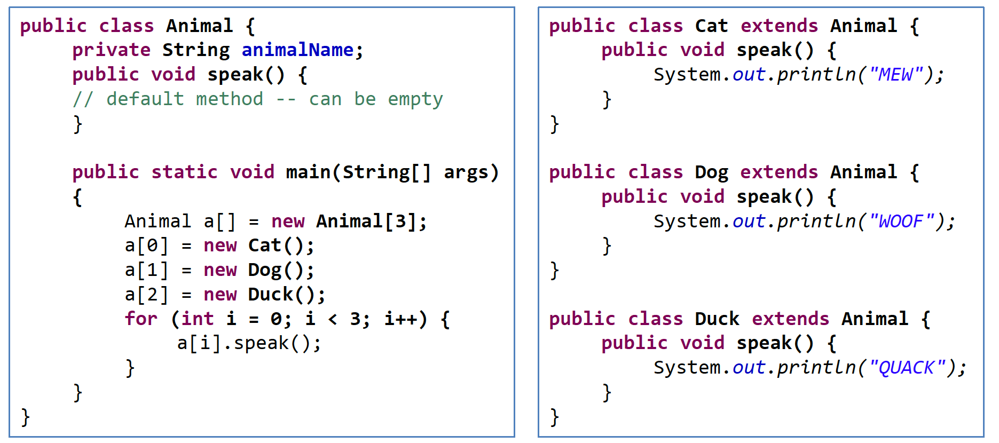 public class Animal {
private String animalName;
public void speak() {
// default method -- can be empty
}
public static void main(String[] args)
{
Animal a[] = new Animal[3];
a[0] = new Cat();
a[1] = new Dog();
a[2] = new Duck();
for (int i = 0; i < 3; i++) {
a[i].speak();
}
}
}
public class Cat extends Animal {
public void speak() {
System.out.println("MEW");
}
}
public class Dog extends Animal {
public void speak() {
System.out.println("WOOF");
}
}
public class Duck extends Animal {
public void speak() {
System.out.println("QUACK");
}
}